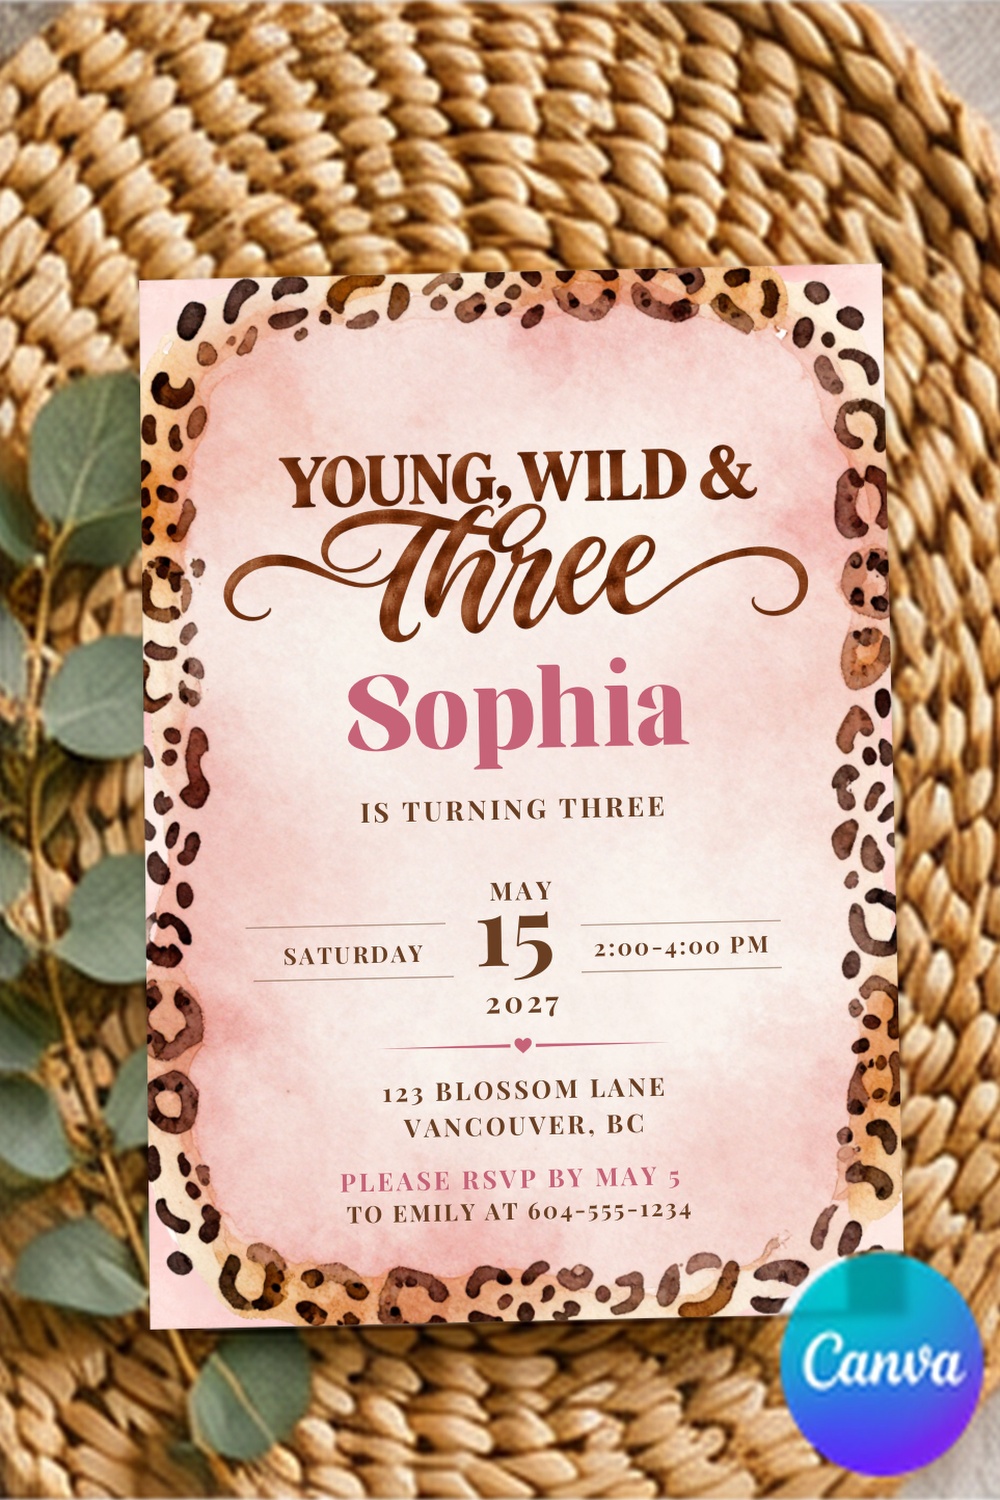 YOUNG, WILD &
Three
Sophia
IS TURNING THREE
MAY
SATURDAY
15
2:00-4:00 PM
2027
123 BLOSSOM LANE
VANCOUVER, BC
PLEASE RSVP BY MAY 5
TO EMILY AT 604-555-1234
Canva